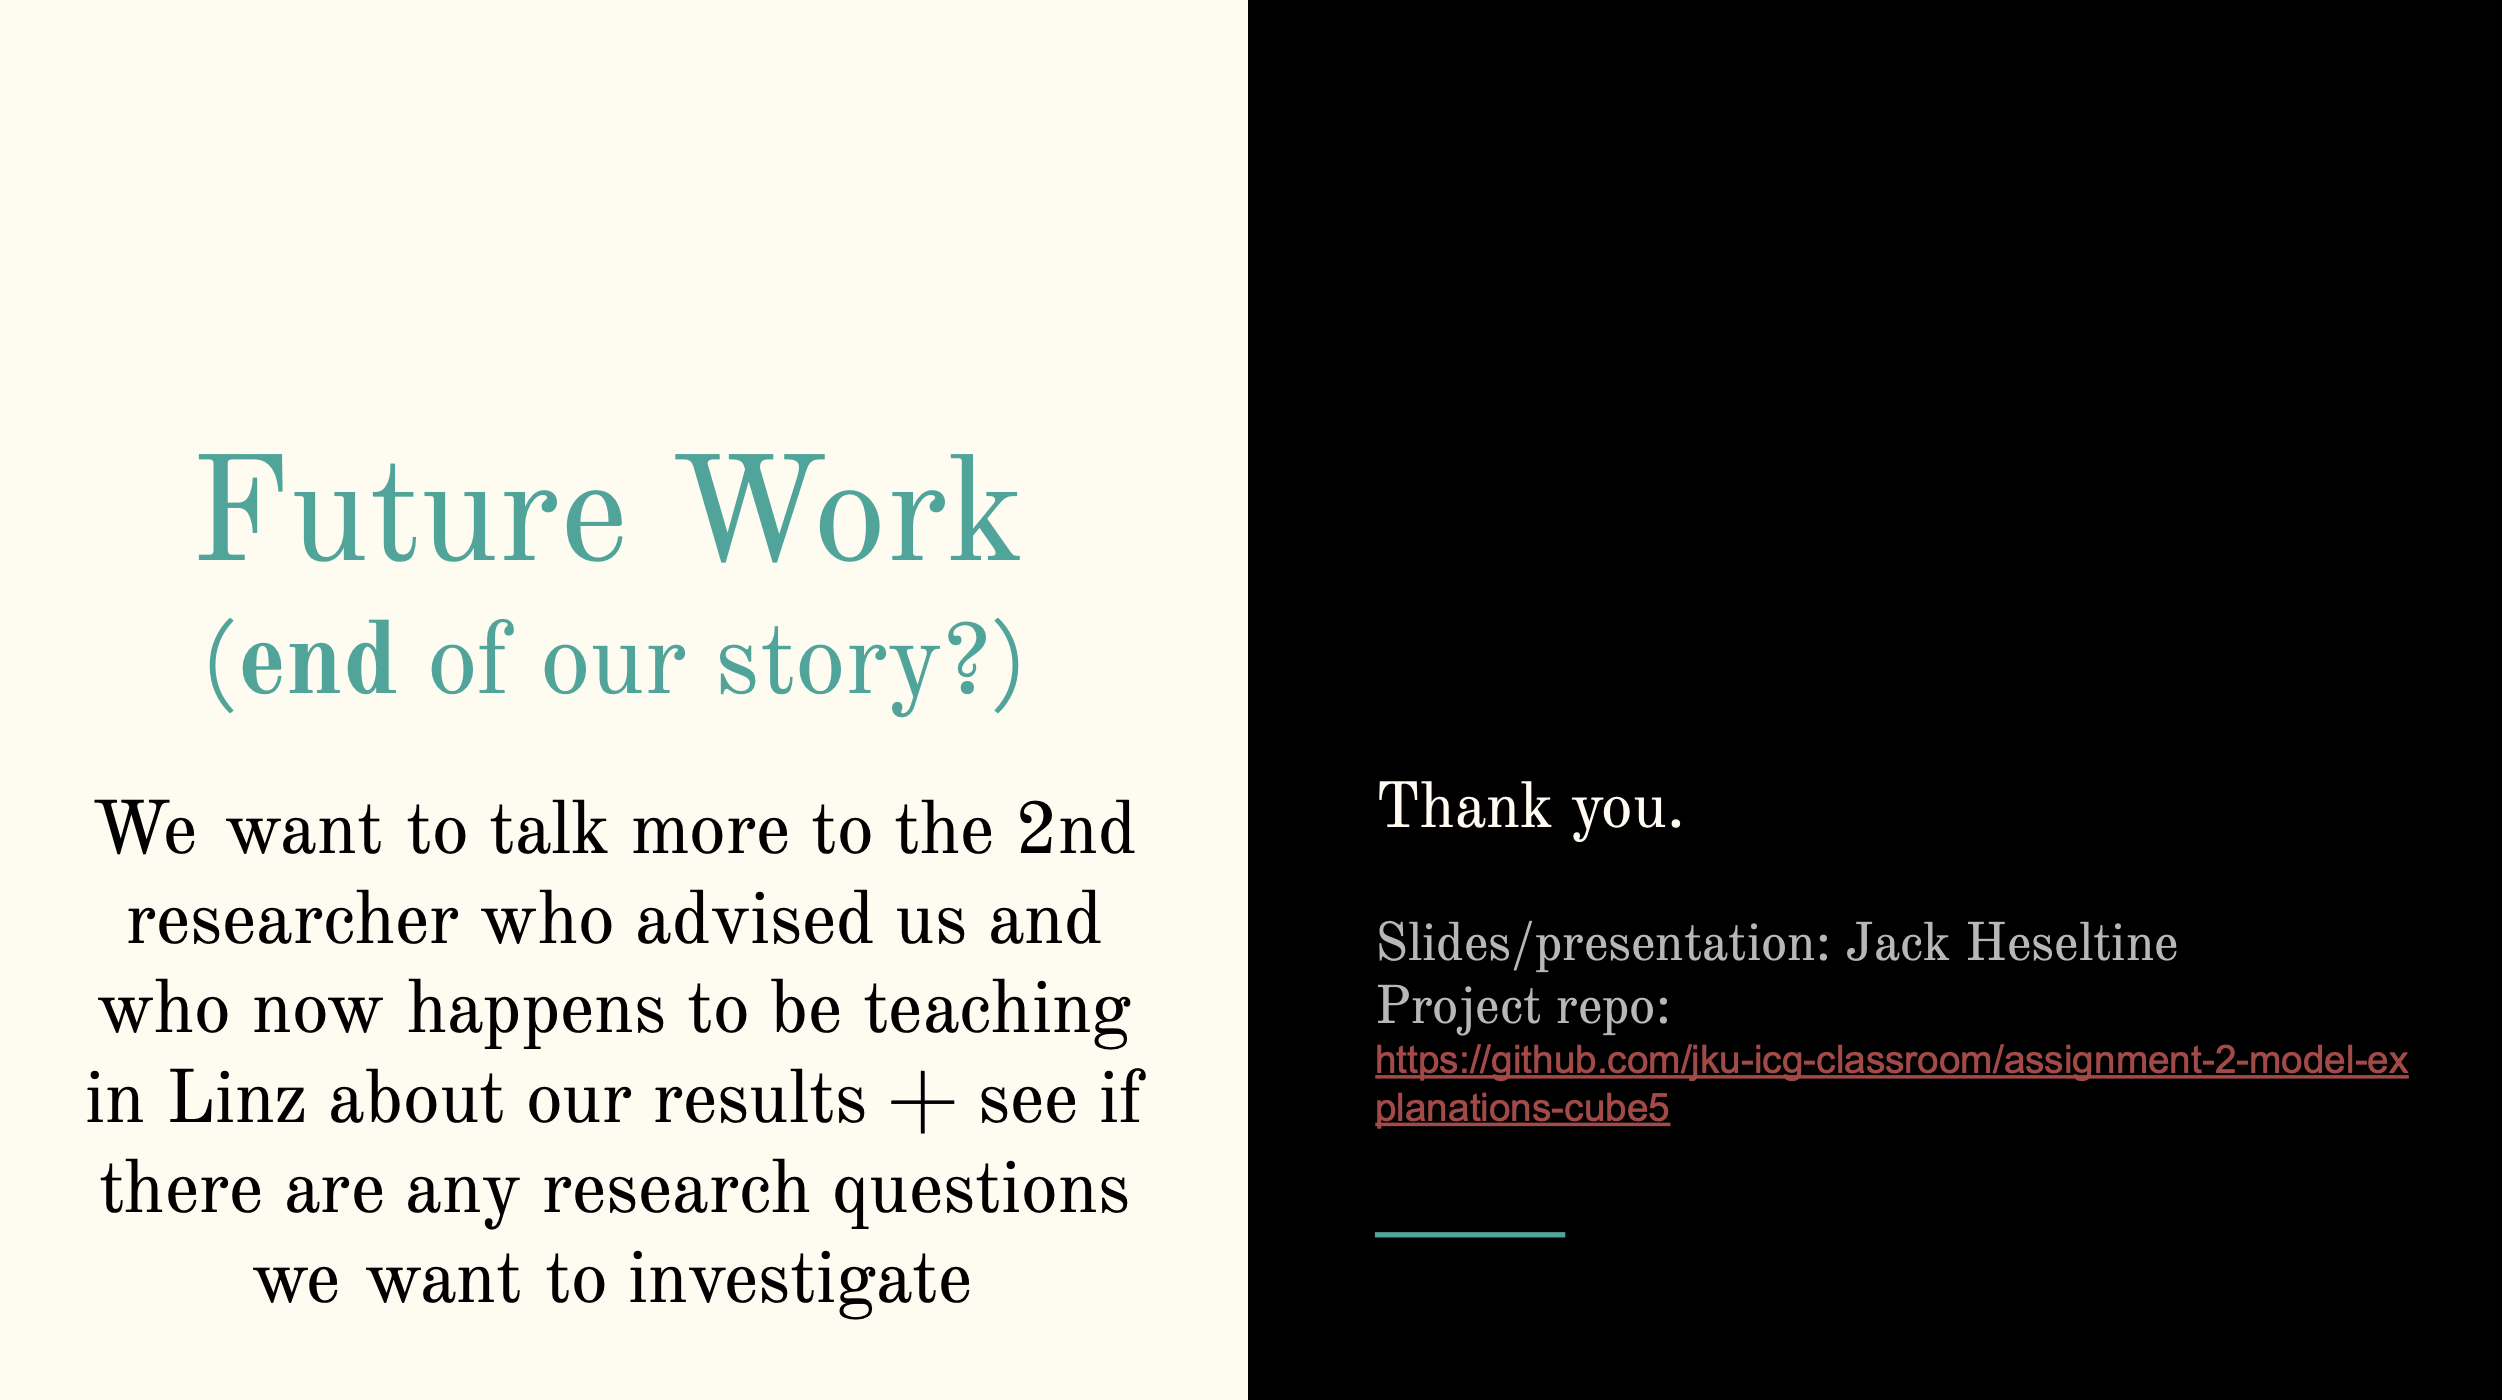 Future Work
(end of our story?)
We want to talk more to the 2nd
researcher who advised us and
who now happens to be teaching
in Linz about our results + see if
there are any research questions
we want to investigate
Thank you.
Slides/presentation: Jack Heseltine
Project repo:
https://github.com/jku-icg-classroom/assignment-2-model-ex
planations-cube5